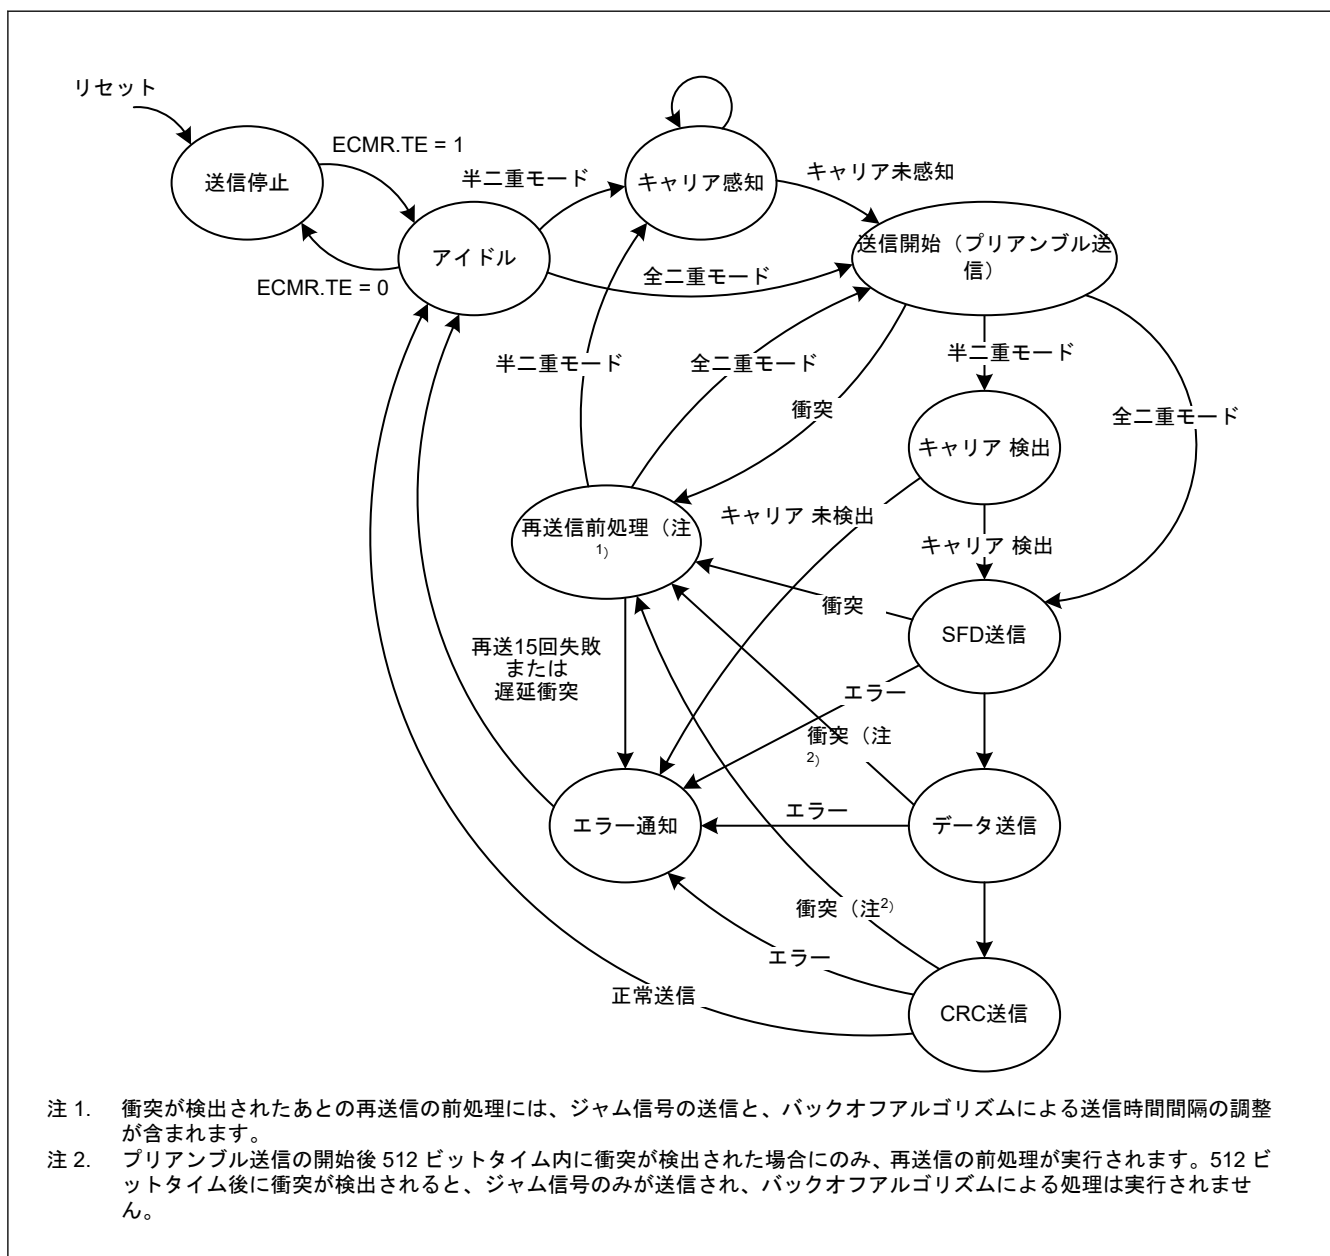 リセット
ECMR.TE = 1
送信停止
半二重モード
キャリア感知
キャリア未感知
アイドル
送信開始（プリアンブル送
信）
ECMR.TE = 0
全二重モード
半二重モード
全二重モード
半二重モード
衝突
全二重モード
キャリア 検出
再送信前処理（注
1）
キャリア 未検出
キャリア 検出
衝突
SFD送信
再送15回失敗
または
遅延衝突
エラー
衝突（注
2）
エラー通知
エラー
データ送信
衝突（注2）
エラー
正常送信
CRC送信
注 1. 衝突が検出されたあとの再送信の前処理には、ジャム信号の送信と、バックオフアルゴリズムによる送信時間間隔の調整
が含まれます。
注 2. プリアンブル送信の開始後 512 ビットタイム内に衝突が検出された場合にのみ、再送信の前処理が実行されます。512 ビ
ットタイム後に衝突が検出されると、ジャム信号のみが送信され、バックオフアルゴリズムによる処理は実行されませ
ん。